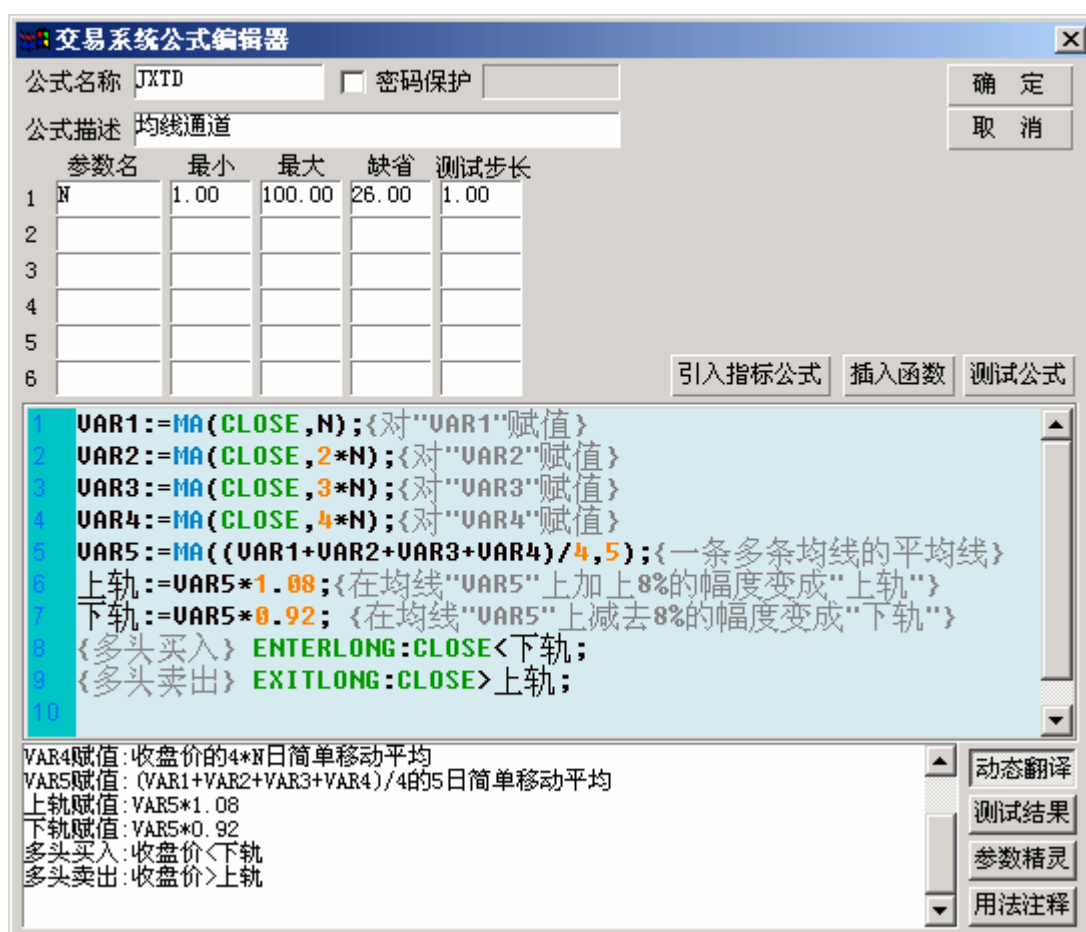 交易系统公式编辑器
公式名称 JXTD 密码保护 确 定
公式描述 均线通道 取 消
参数名 最小 最大 缺省 测试步长
1 N 1.00 100.00 26.00 1.00
2
3
4
5
6 引入指标公式 插入函数 测试公式
1 VAR1:=MA(CLOSE,N);{对"VAR1"赋值}
2 VAR2:=MA(CLOSE,2*N);{对"VAR2"赋值}
3 VAR3:=MA(CLOSE,3*N);{对"VAR3"赋值}
4 VAR4:=MA(CLOSE,4*N);{对"VAR4"赋值}
5 VAR5:=MA((VAR1+VAR2+VAR3+VAR4)/4,5);{一条多条均线的平均线}
6 上轨:=VAR5*1.08;{在均线"VAR5"上加上8%的幅度变成"上轨"}
7 下轨:=VAR5*0.92; {在均线"VAR5"上减去8%的幅度变成"下轨"}
8 {多头买入} ENTERLONG:CLOSE<下轨;
9 {多头卖出} EXITLONG:CLOSE>上轨;
10
VAR4赋值:收盘价的4*N日简单移动平均
VAR5赋值:(VAR1+VAR2+VAR3+VAR4)/4的5日简单移动平均
上轨赋值:VAR5*1.08
下轨赋值:VAR5*0.92
多头买入:收盘价<下轨
多头卖出:收盘价>上轨
动态翻译
测试结果
参数精灵
用法注释